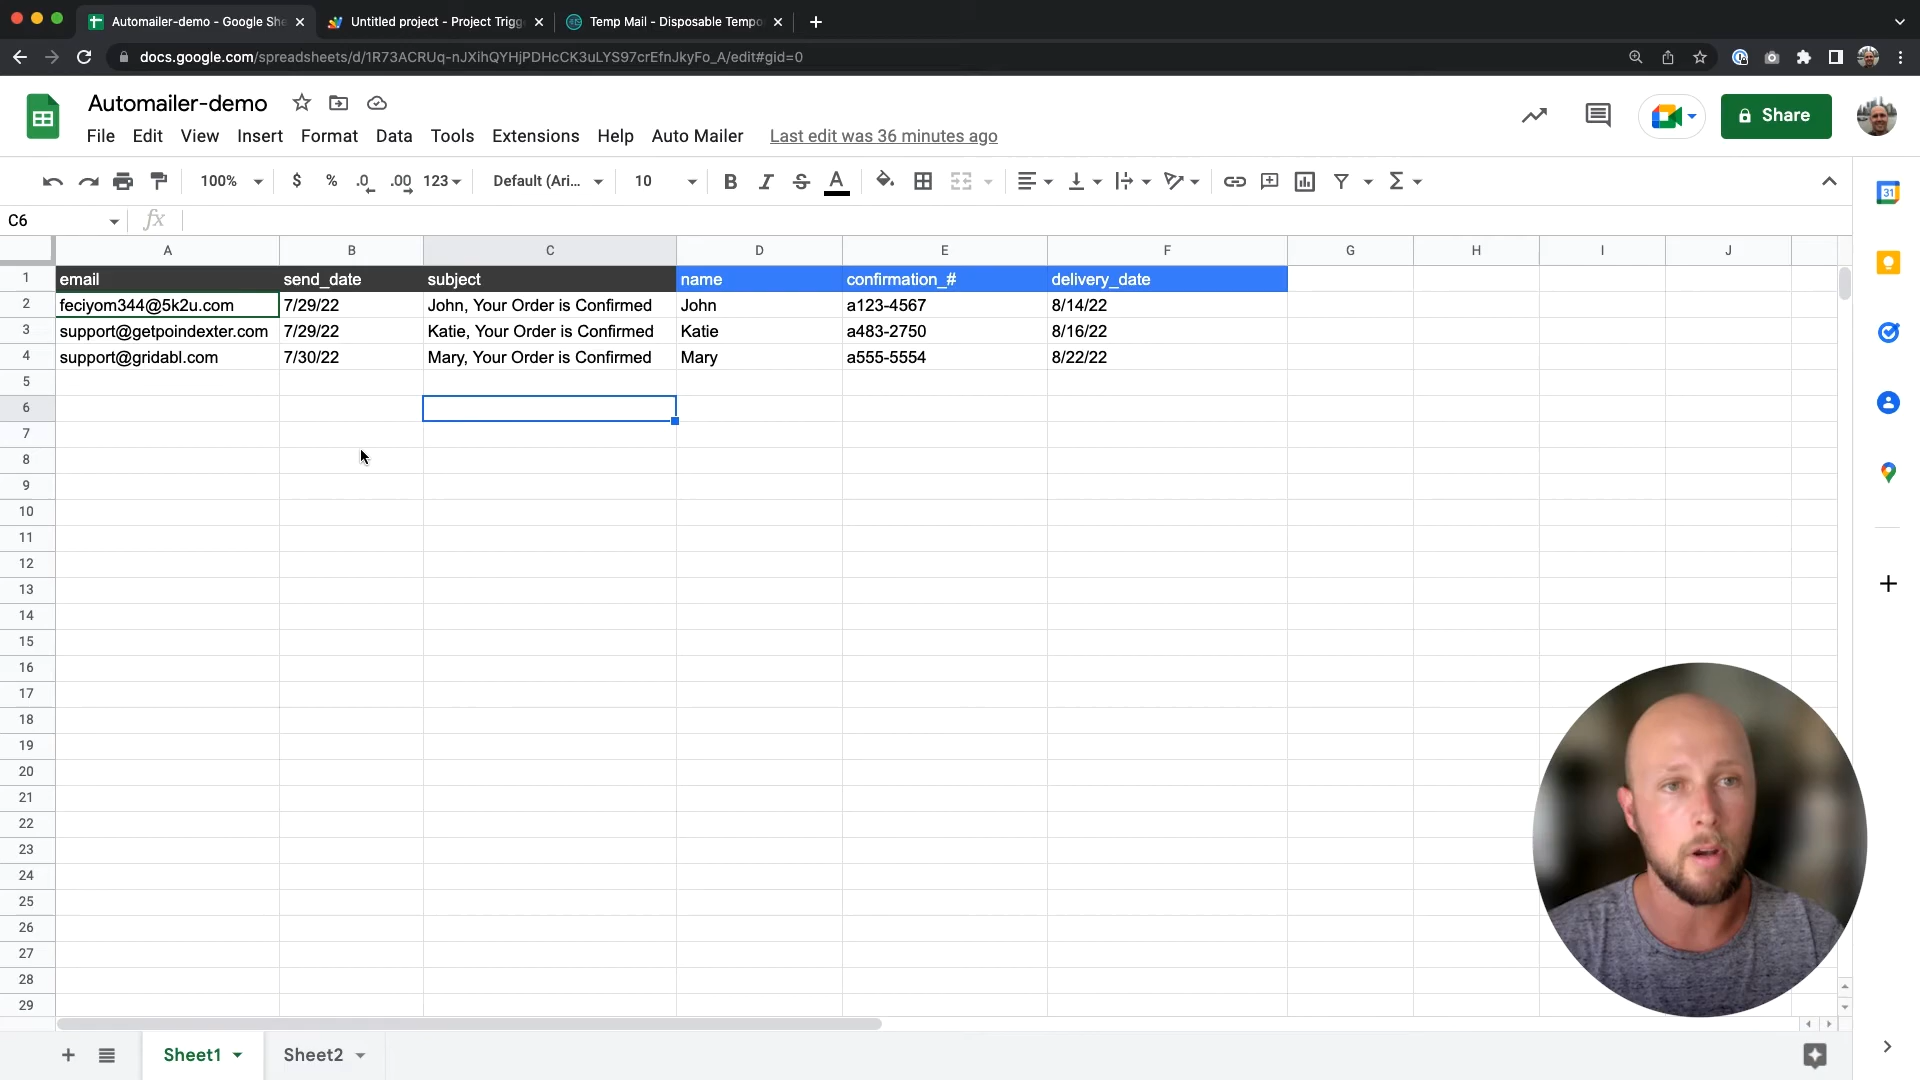 Automailer-demo - Google She
Untitled project - Project Trigg
Temp Mail - Disposable Tempo
docs.google.com/spreadsheets/d/1R73ACRUq-nJXihQYHjPDHcCK3uLYS97crEfnJkyFo_A/edit#gid=0
Automailer-demo
Share
File Edit View Insert Format Data Tools Extensions Help Auto Mailer Last edit was 36 minutes ago
100% $ % .0 .00 123 Default (Ari... 10 B I S A Σ
31
C6 fx
A B C D E F G H I J
1 email send_date subject name confirmation_# delivery_date
2 feciyom344@5k2u.com 7/29/22 John, Your Order is Confirmed John a123-4567 8/14/22
3 support@getpoindexter.com 7/29/22 Katie, Your Order is Confirmed Katie a483-2750 8/16/22
4 support@gridabl.com 7/30/22 Mary, Your Order is Confirmed Mary a555-5554 8/22/22
5
6
7
8
9
10
11
12
13
14
15
16
17
18
19
20
21
22
23
24
25
26
27
28
29
Sheet1 Sheet2